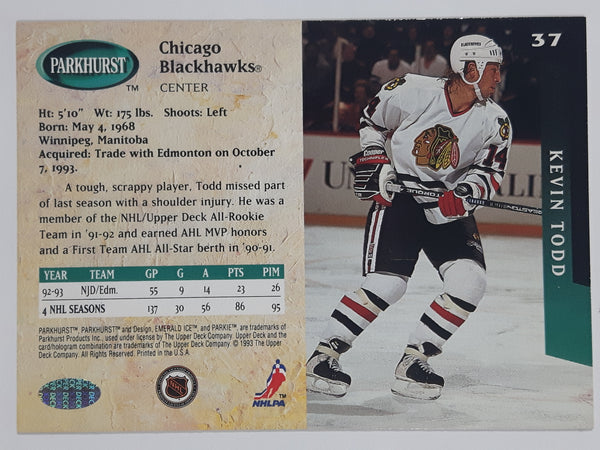 PARKHURST
TM
Chicago
Blackhawks®
CENTER
37
KEVIN TODD
Ht: 5'10" Wt: 175 lbs. Shoots: Left
Born: May 4, 1968
Winnipeg, Manitoba
Acquired: Trade with Edmonton on October
7, 1993.
A tough, scrappy player, Todd missed part
of last season with a shoulder injury. He was a
member of the NHL/Upper Deck All-Rookie
Team in '91-92 and earned AHL MVP honors
and a First Team AHL All-Star berth in '90-91.
YEAR TEAM GP G A PTS PIM
92-93 NJD/Edm. 55 9 14 23 26
4 NHL SEASONS 137 30 56 86 95
PARKHURST, PARKHURST and Design, EMERALD ICE, and PARKIE, are trademarks of
Parkhurst Products Inc., used under license by The Upper Deck Company. Upper Deck and the
card/hologram combination are trademarks of The Upper Deck Company. © 1993 The Upper
Deck Company. All Rights Reserved. Printed in the U.S.A.
NHL
NHLPA
TM
14